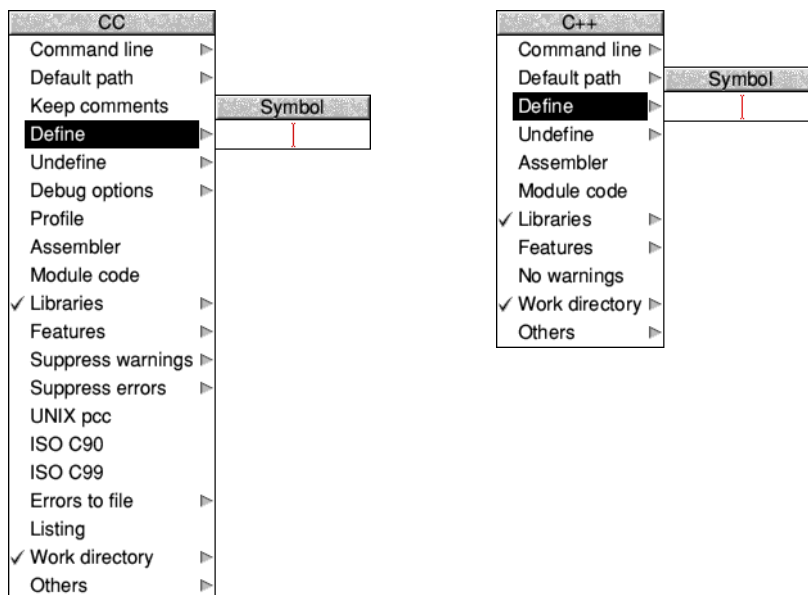 CC
Command line
Default path
Keep comments
Define
Undefine
Debug options
Profile
Assembler
Module code
Libraries
Features
Suppress warnings
Suppress errors
UNIX pcc
ISO C90
ISO C99
Errors to file
Listing
Work directory
Others
Symbol
C++
Command line
Default path
Define
Undefine
Assembler
Module code
Libraries
Features
No warnings
Work directory
Others
Symbol